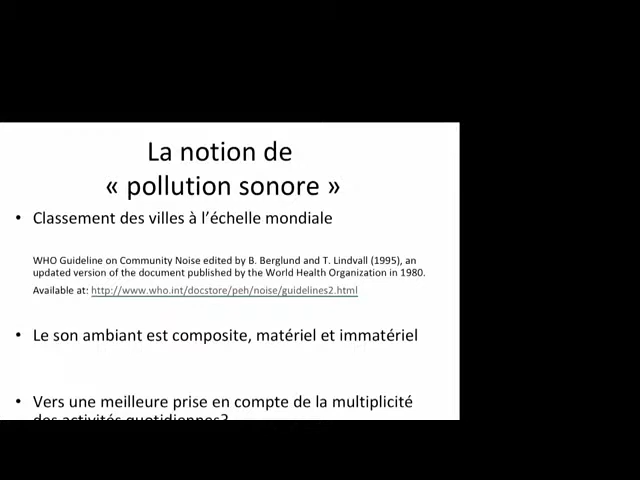 La notion de
« pollution sonore »
• Classement des villes à l'échelle mondiale
WHO Guideline on Community Noise edited by B. Berglund and T. Lindvall (1995), an
updated version of the document published by the World Health Organization in 1980.
Available at: http://www.who.int/docstore/peh/noise/guidelines2.html
• Le son ambiant est composite, matériel et immatériel
• Vers une meilleure prise en compte de la multiplicité
des activités quotidiennes?